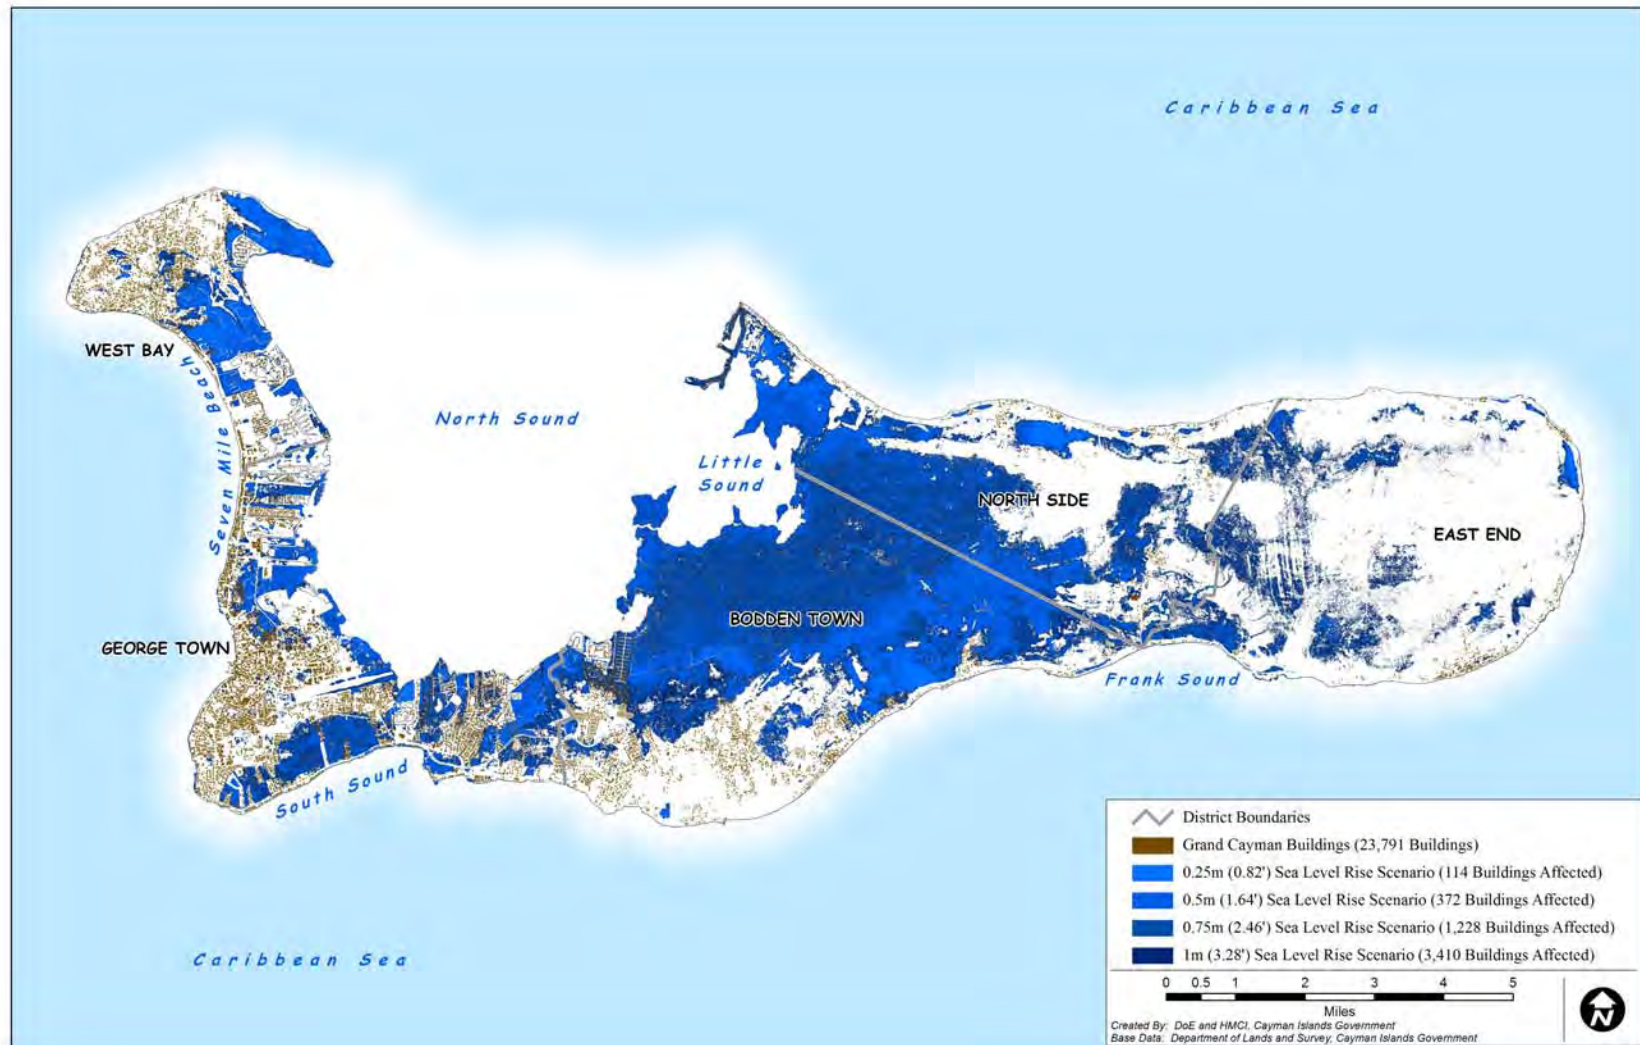 Caribbean Sea
WEST BAY
Seven Mile Beach
North Sound
Little
Sound
NORTH SIDE
EAST END
BODDEN TOWN
GEORGE TOWN
Frank Sound
South Sound
Caribbean Sea
District Boundaries
Grand Cayman Buildings (23,791 Buildings)
0.25m (0.82') Sea Level Rise Scenario (114 Buildings Affected)
0.5m (1.64') Sea Level Rise Scenario (372 Buildings Affected)
0.75m (2.46') Sea Level Rise Scenario (1,228 Buildings Affected)
1m (3.28') Sea Level Rise Scenario (3,410 Buildings Affected)
0 0.5 1 2 3 4 5
Miles
N
Created By: DoE and HMCI, Cayman Islands Government
Base Data: Department of Lands and Survey, Cayman Islands Government